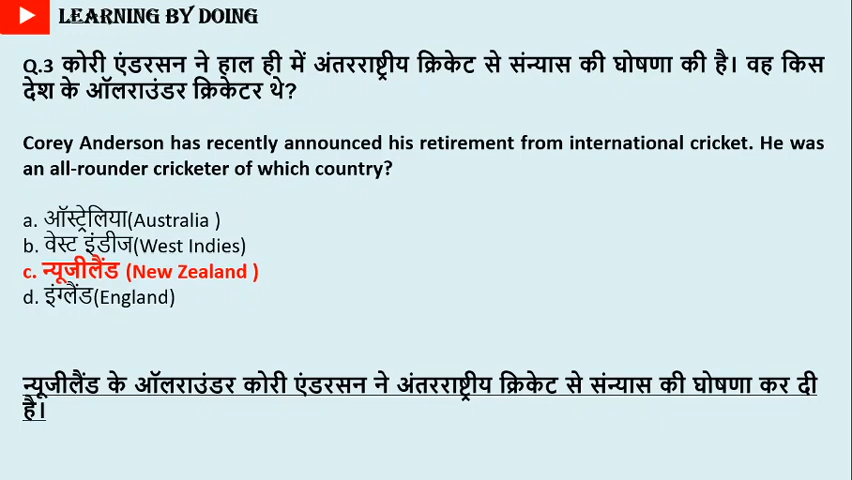 LEARNING BY DOING
Q.3 कोरी एंडरसन ने हाल ही में अंतरराष्ट्रीय क्रिकेट से संन्यास की घोषणा की है। वह किस
देश के ऑलराउंडर क्रिकेटर थे?
Corey Anderson has recently announced his retirement from international cricket. He was
an all-rounder cricketer of which country?
a. ऑस्ट्रेलिया(Australia )
b. वेस्ट इंडीज(West Indies)
c. न्यूजीलैंड (New Zealand )
d. इंग्लैंड(England)
न्यूजीलैंड के ऑलराउंडर कोरी एंडरसन ने अंतरराष्ट्रीय क्रिकेट से संन्यास की घोषणा कर दी
है।